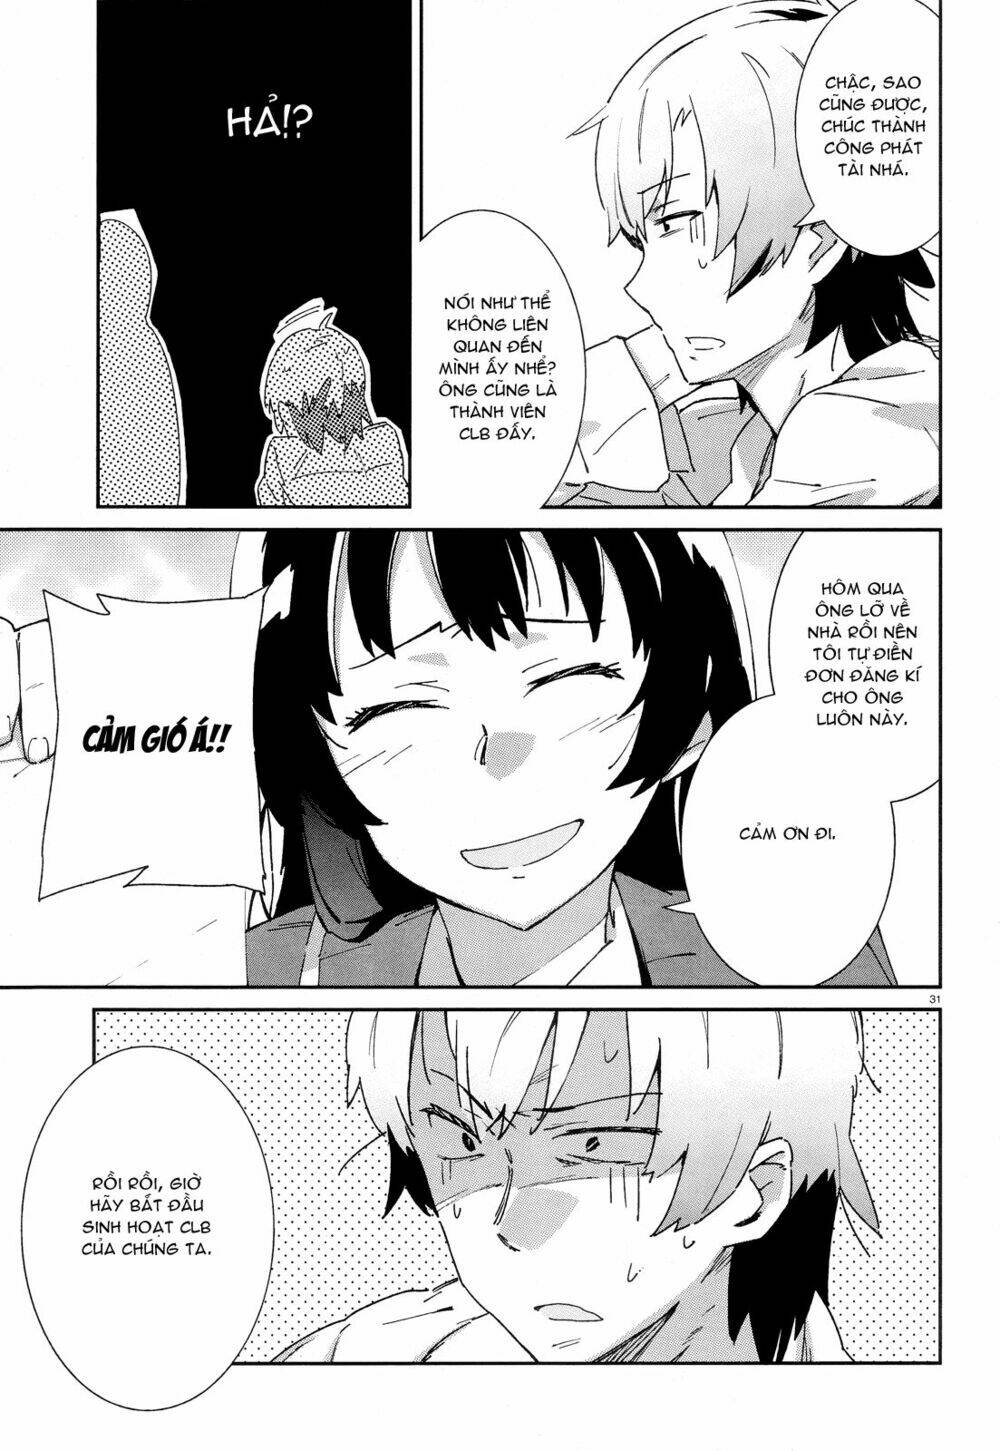 CHẬC, SAO
CŨNG ĐƯỢC,
CHÚC THÀNH
CÔNG PHÁT
TÀI NHÁ.
NÓI NHƯ THỂ
KHÔNG LIÊN
QUAN ĐẾN
MÌNH ẤY NHỂ?
ÔNG CŨNG LÀ
THÀNH VIÊN
CLB ĐẤY.
HẢ!?
HÔM QUA
ÔNG LỠ VỀ
NHÀ RỒI NÊN
TÔI TỰ ĐIỀN
ĐƠN ĐĂNG KÍ
CHO ÔNG
LUÔN NÀY.
CẢM ƠN ĐI.
CẢM GIÓ Á!!
31
RỒI RỒI, GIỜ
HÃY BẮT ĐẦU
SINH HOẠT CLB
CỦA CHÚNG TA.